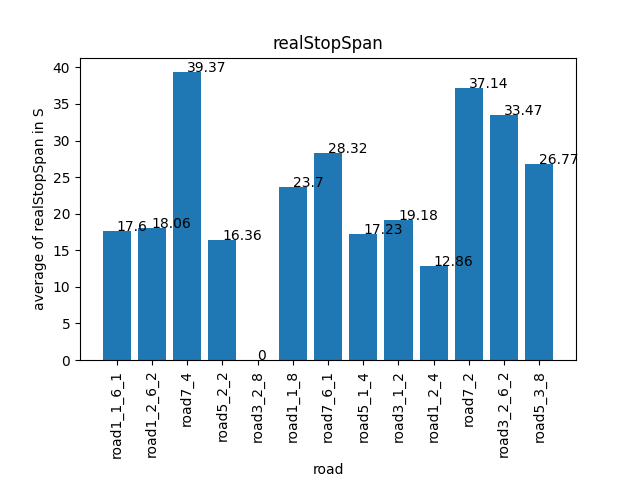 realStopSpan
average of realStopSpan in S
40
35
30
25
20
15
10
5
0
17.6
18.06
39.37
16.36
0
23.7
28.32
17.23
19.18
12.86
37.14
33.47
26.77
road1_1_6_1
road1_2_6_2
road7_4
road5_2_2
road3_2_8
road1_1_8
road7_6_1
road5_1_4
road3_1_2
road1_2_4
road7_2
road3_2_6_2
road5_3_8
road